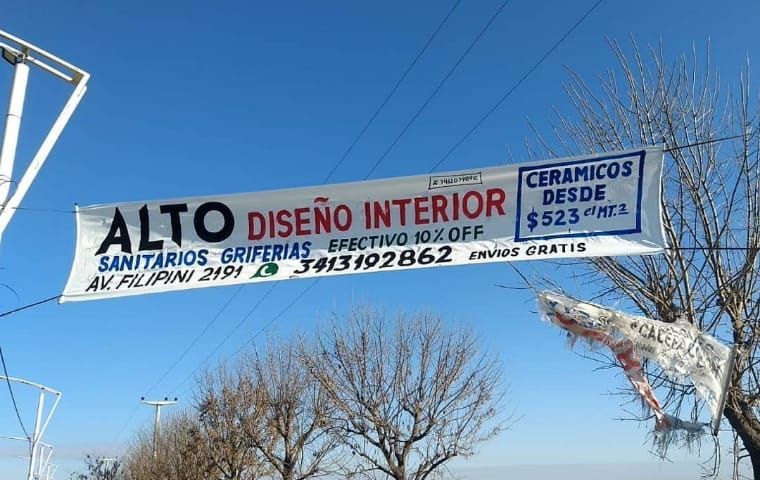 ALTO DISEÑO INTERIOR
SANITARIOS GRIFERIAS EFECTIVO 10% OFF
AV. FILIPINI 2191 3413192862 ENVIOS GRATIS
CERAMICOS
DESDE
$523 c/ MT.2